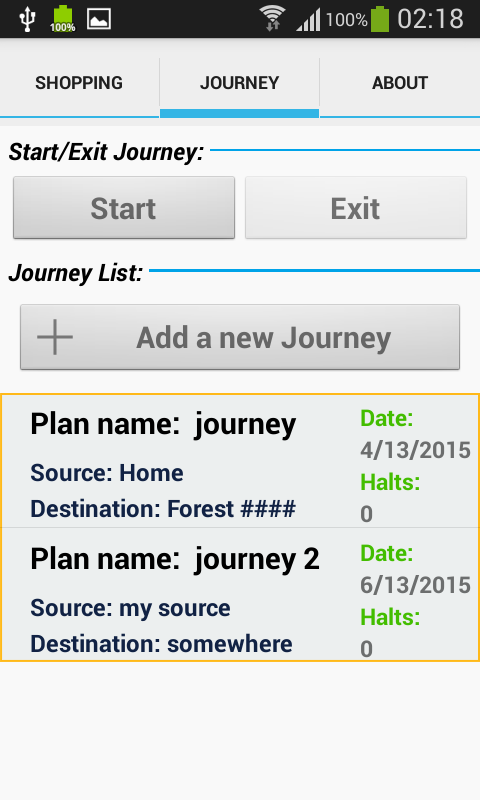 100%
100%
02:18
SHOPPING
JOURNEY
ABOUT
Start/Exit Journey:
Start
Exit
Journey List:
Add a new Journey
Plan name:  journey
Date:
4/13/2015
Source: Home
Halts:
Destination: Forest ####
0
Plan name:  journey 2
Date:
6/13/2015
Source: my source
Halts:
Destination: somewhere
0